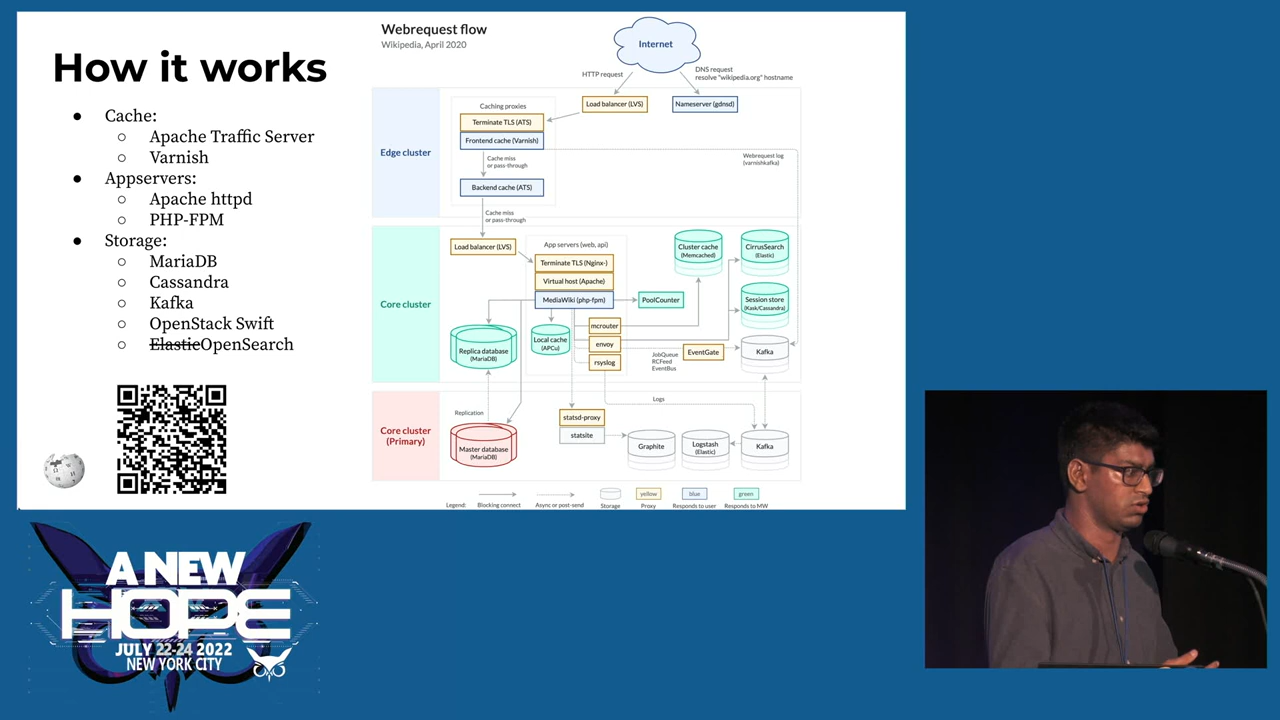 How it works
● Cache:
○ Apache Traffic Server
○ Varnish
● Appservers:
○ Apache httpd
○ PHP-FPM
● Storage:
○ MariaDB
○ Cassandra
○ Kafka
○ OpenStack Swift
○ ElasticOpenSearch
Webrequest flow
Wikipedia, April 2020
Internet
HTTP request
DNS request
resolve "wikipedia.org" hostname
Edge cluster
Caching proxies
Load balancer (LVS)
Nameserver (gdnsd)
Terminate TLS (ATS)
Frontend cache (Varnish)
Cache miss
or pass-through
Webrequest log
(varnishkafka)
Backend cache (ATS)
Cache miss
or pass-through
Core cluster
Load balancer (LVS)
App servers (web, api)
Terminate TLS (Nginx-)
Virtual host (Apache)
MediaWiki (php-fpm)
PoolCounter
Cluster cache
(Memcached)
CirrusSearch
(Elastic)
Session store
(Kask/Cassandra)
Replica database
(MariaDB)
Local cache
(APCu)
mcrouter
envoy
rsyslog
JobQueue
RCFeed
EventBus
EventGate
Kafka
Core cluster
(Primary)
Replication
Logs
Master database
(MariaDB)
statsd-proxy
statsite
Graphite
Logstash
(Elastic)
Kafka
Legend:
Blocking connect
Async or post-send
Storage
yellow
Proxy
blue
Responds to user
green
Responds to MW
A NEW
HOPE
JULY 22-24 2022
NEW YORK CITY